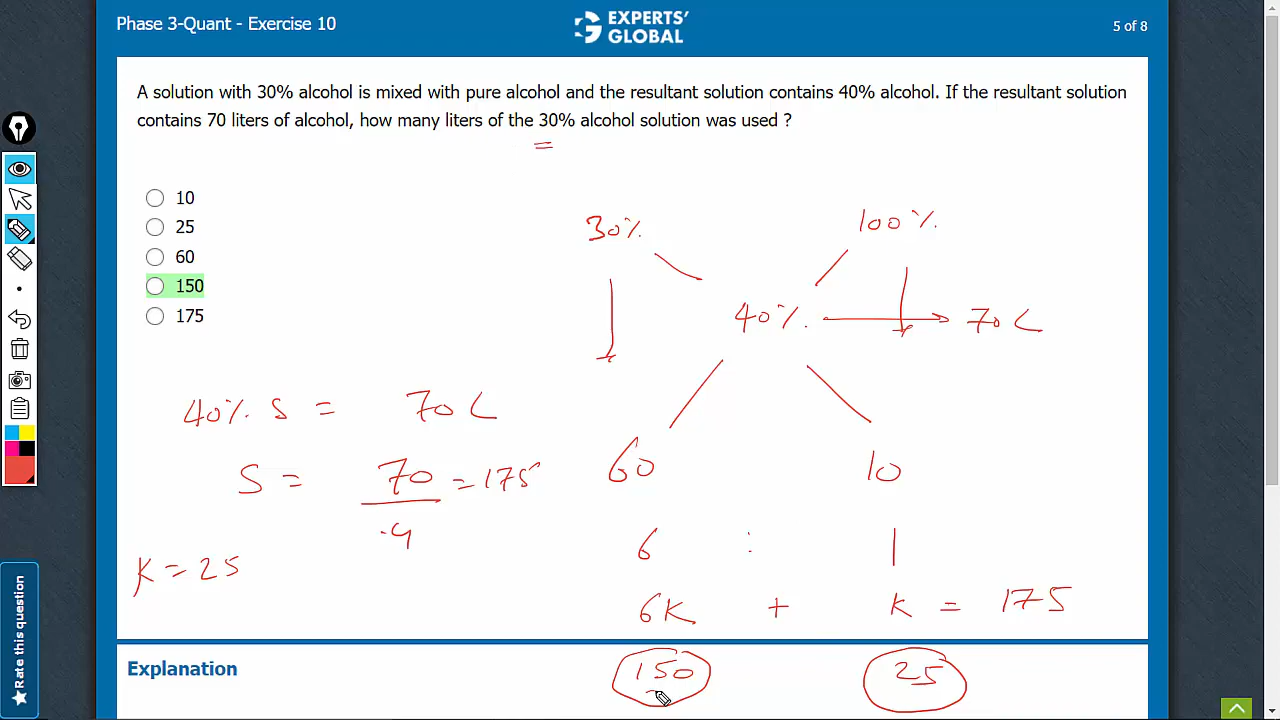 Phase 3-Quant - Exercise 10
EXPERTS'
GLOBAL
5 of 8
A solution with 30% alcohol is mixed with pure alcohol and the resultant solution contains 40% alcohol. If the resultant solution
contains 70 liters of alcohol, how many liters of the 30% alcohol solution was used ?
=
10
25
60
150
175
30%
100%
40%
70 L
40% S = 70 L
S = 70 = 175
.4
60
10
6 : 1
K = 25
6K + K = 175
150
25
Explanation
Rate this question